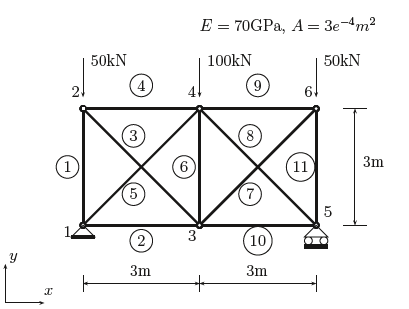 E = 70GPa, A = 3e⁻⁴m²
50kN 100kN 50kN
4 9
2 4 6
3 8
1 6 11 3m
5 7
1 3 5
2 10
y
3m 3m
x